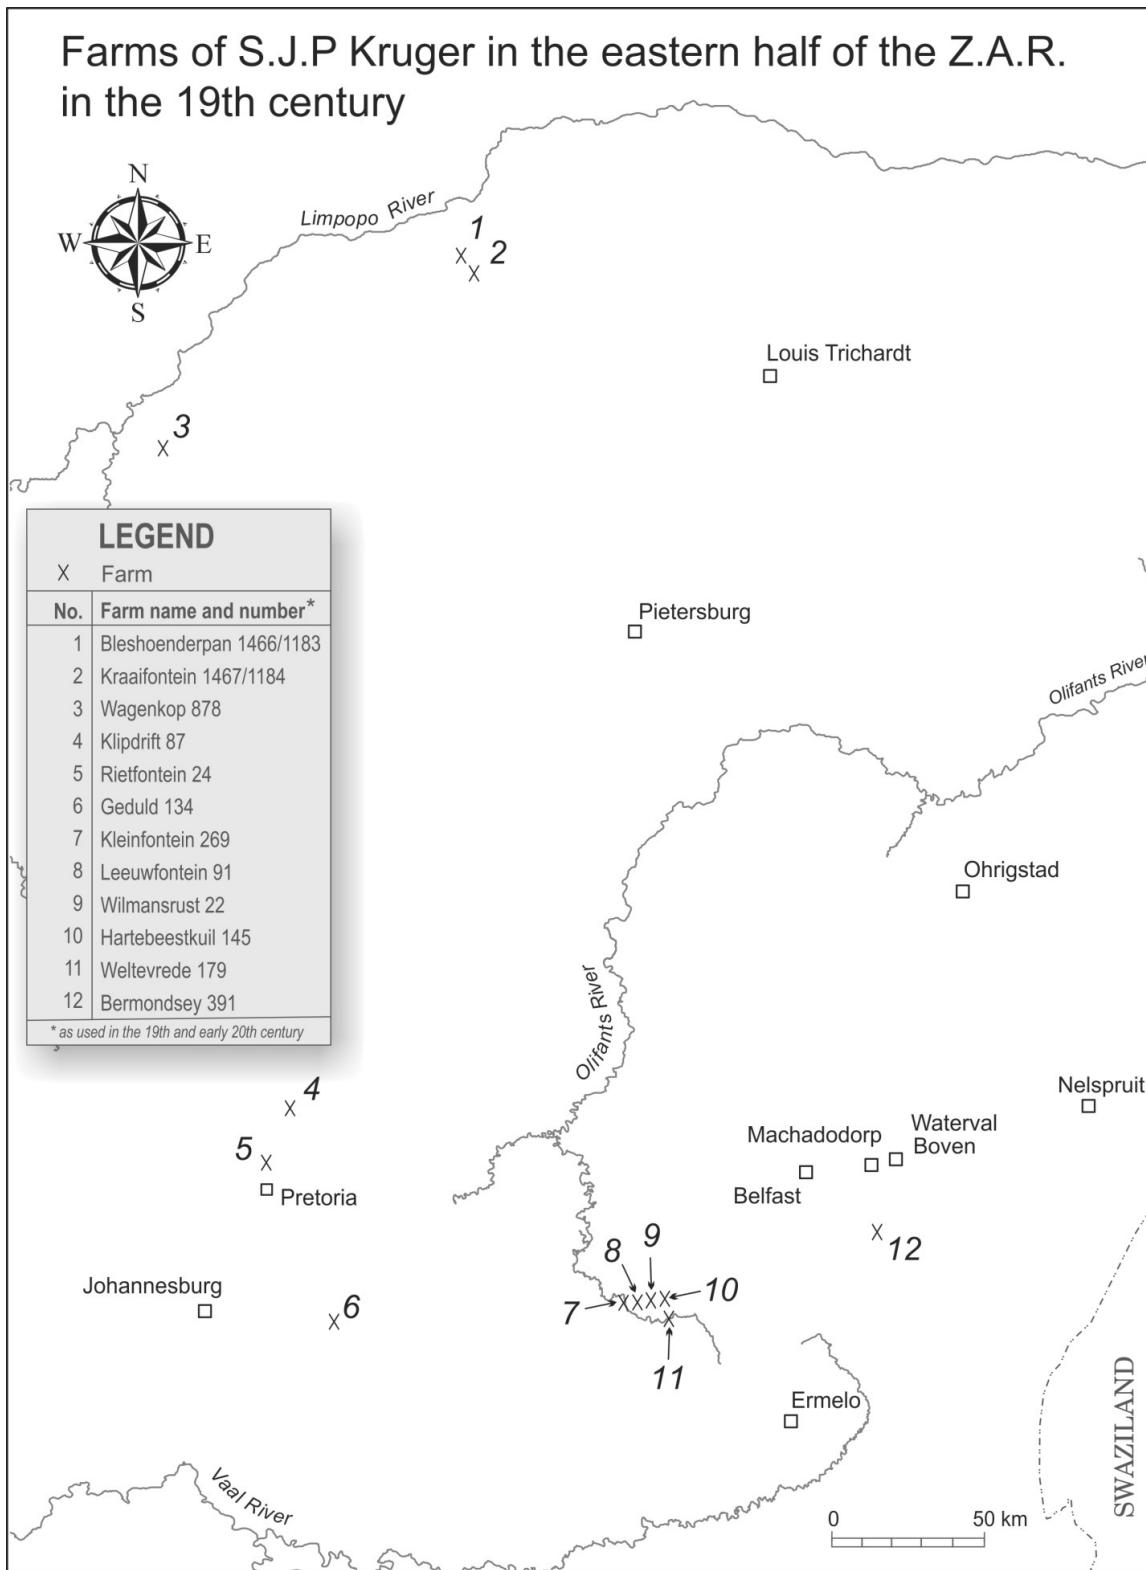 Farms of S.J.P Kruger in the eastern half of the Z.A.R.
in the 19th century
N
W
E
S
Limpopo River
1
2
Louis Trichardt
3
LEGEND
X Farm
No. Farm name and number*
1 Bleshoenderpan 1466/1183
2 Kraaifontein 1467/1184
3 Wagenkop 878
4 Klipdrift 87
5 Rietfontein 24
6 Geduld 134
7 Kleinfontein 269
8 Leeuwfontein 91
9 Wilmansrust 22
10 Hartebeestkuil 145
11 Weltevrede 179
12 Bermondsey 391
* as used in the 19th and early 20th century
Pietersburg
Olifants River
Ohrigstad
Olifants River
4
5
Pretoria
Nelspruit
Waterval
Boven
Machadodorp
Belfast
12
Johannesburg
6
8
9
7
10
11
Ermelo
SWAZILAND
Vaal River
0 50 km